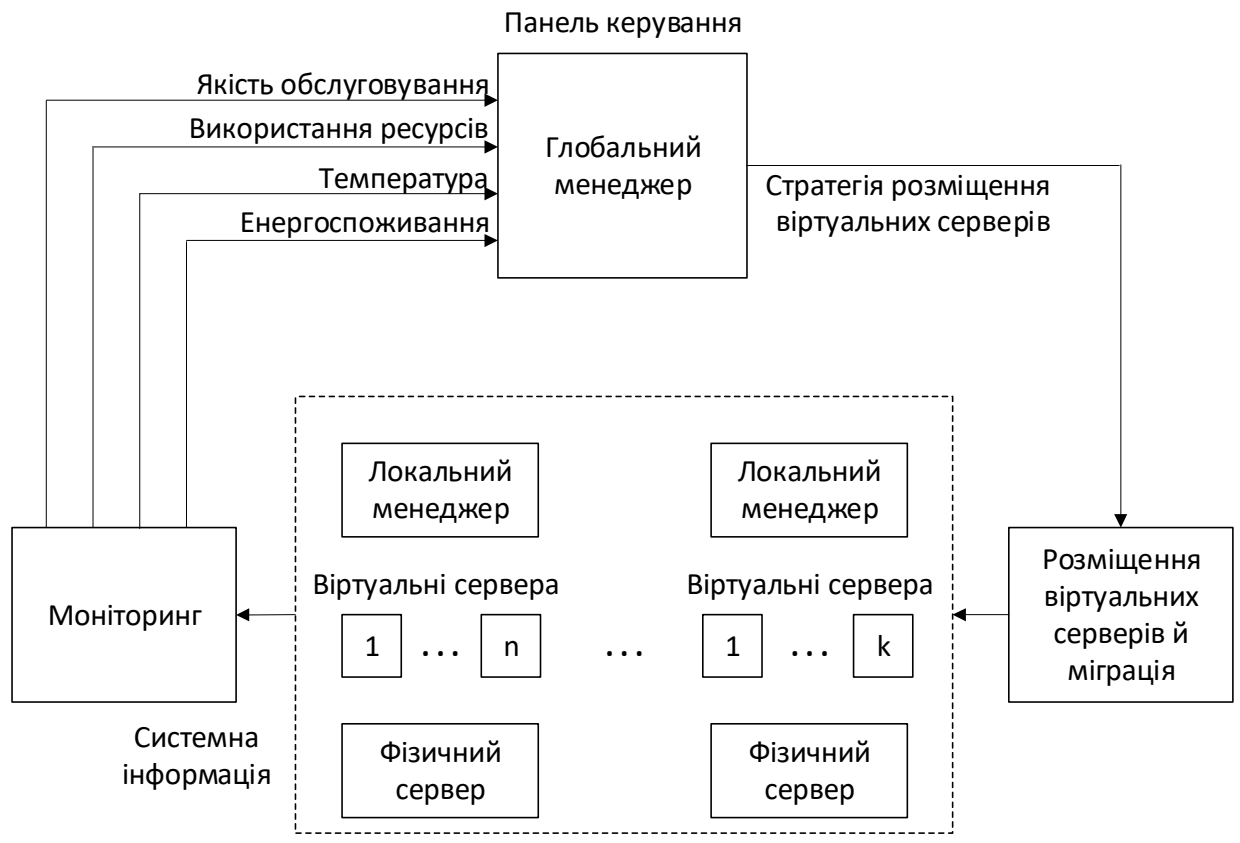 Панель керування
Якість обслуговування
Використання ресурсів
Температура
Енергоспоживання
Глобальний
менеджер
Стратегія розміщення
віртуальних серверів
Локальний
менеджер
Локальний
менеджер
Віртуальні сервера
Віртуальні сервера
1 ... n ... 1 ... k
Моніторинг
Розміщення
віртуальних
серверів й
міграція
Системна
інформація
Фізичний
сервер
Фізичний
сервер